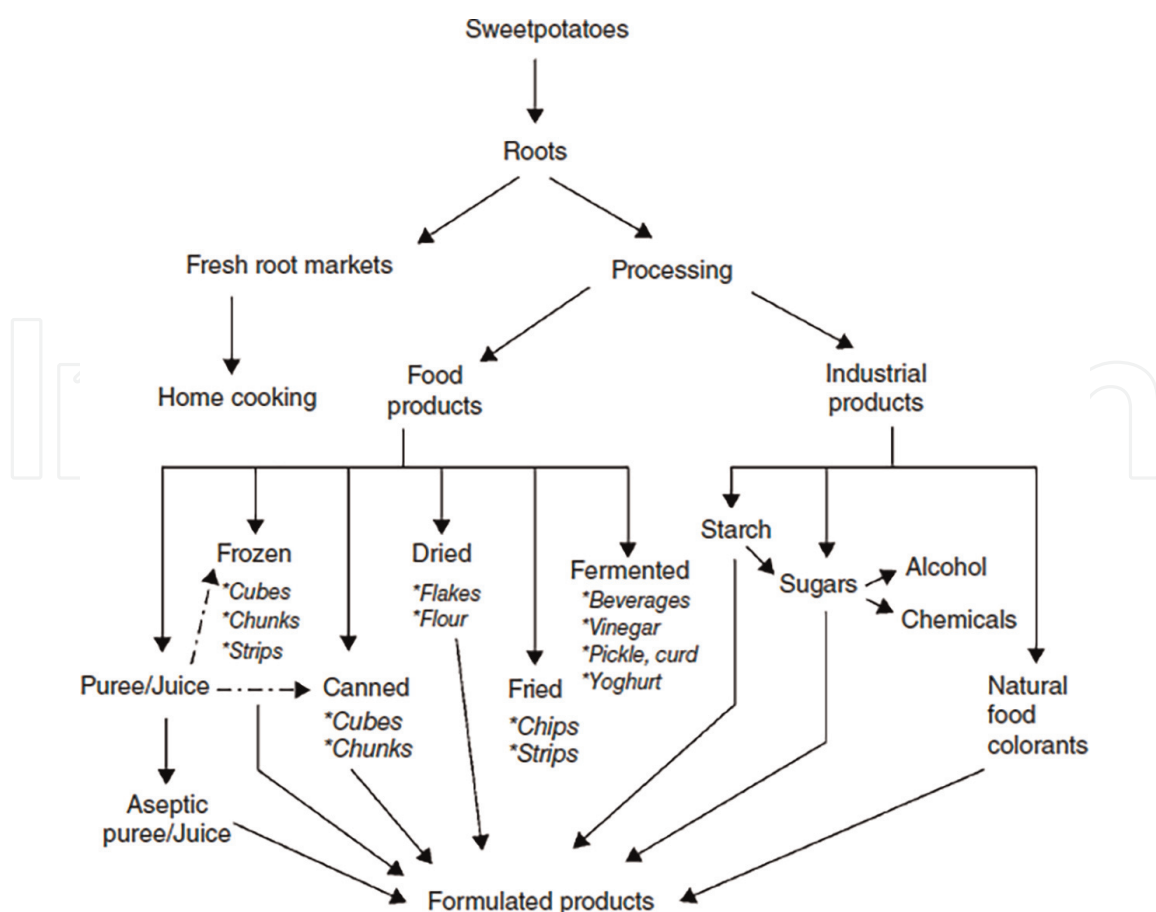 Sweetpotatoes
Roots
Fresh root markets
Processing
Home cooking
Food
products
Industrial
products
Frozen
*Cubes
*Chunks
*Strips
Dried
*Flakes
*Flour
Fermented
*Beverages
*Vinegar
*Pickle, curd
*Yoghurt
Starch
Sugars
Alcohol
Chemicals
Puree/Juice
Canned
*Cubes
*Chunks
Fried
*Chips
*Strips
Natural
food
colorants
Aseptic
puree/Juice
Formulated products